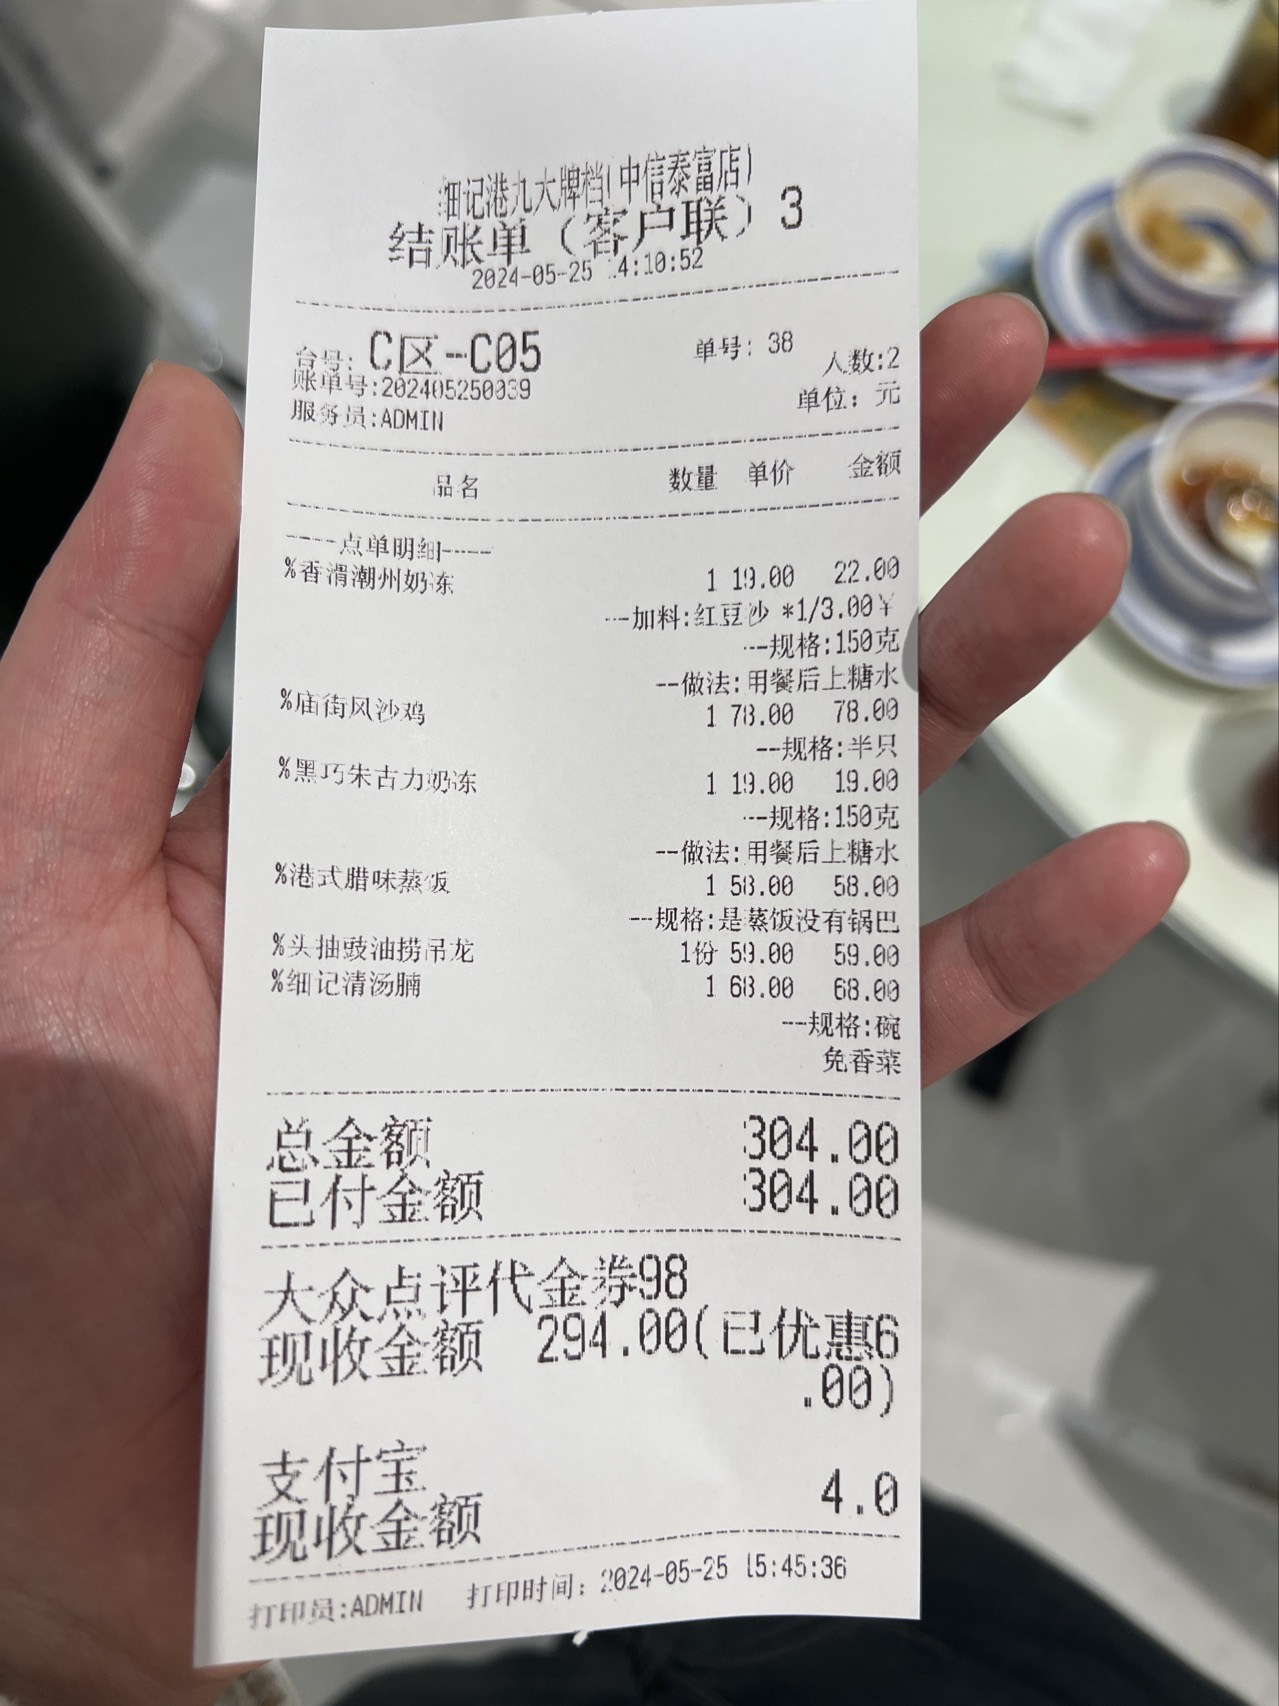 细记港九大牌档(中信泰富店)
结账单（客户联）3
2024-05-25 14:10:52
台号: C区-C05 单号: 38 人数:2
账单号:202405250039 单位: 元
服务员:ADMIN
品名 数量 单价 金额
----点单明细----
%香滑潮州奶冻 1 19.00 22.00
---加料:红豆沙 *1/3.00¥
---规格:150克
---做法:用餐后上糖水
%庙街风沙鸡 1 78.00 78.00
---规格:半只
%黑巧朱古力奶冻 1 19.00 19.00
---规格:150克
---做法:用餐后上糖水
%港式腊味蒸饭 1 58.00 58.00
---规格:是蒸饭没有锅巴
%头抽豉油捞吊龙 1份 59.00 59.00
%细记清汤腩 1 68.00 68.00
---规格:碗
免香菜
总金额 304.00
已付金额 304.00
大众点评代金券98
现收金额 294.00(已优惠6
.00)
支付宝
现收金额 4.0
打印员:ADMIN 打印时间: 2024-05-25 15:45:36